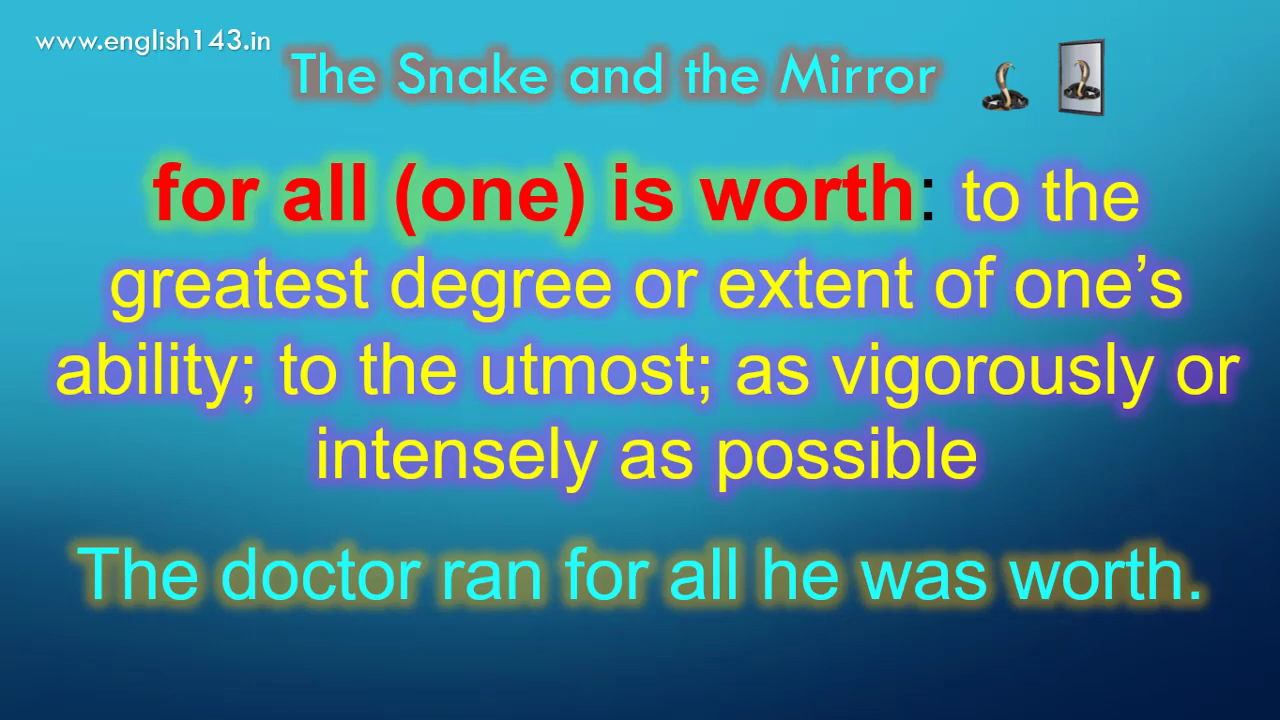 www.english143.in
The Snake and the Mirror
for all (one) is worth: to the
greatest degree or extent of one’s
ability; to the utmost; as vigorously or
intensely as possible
The doctor ran for all he was worth.